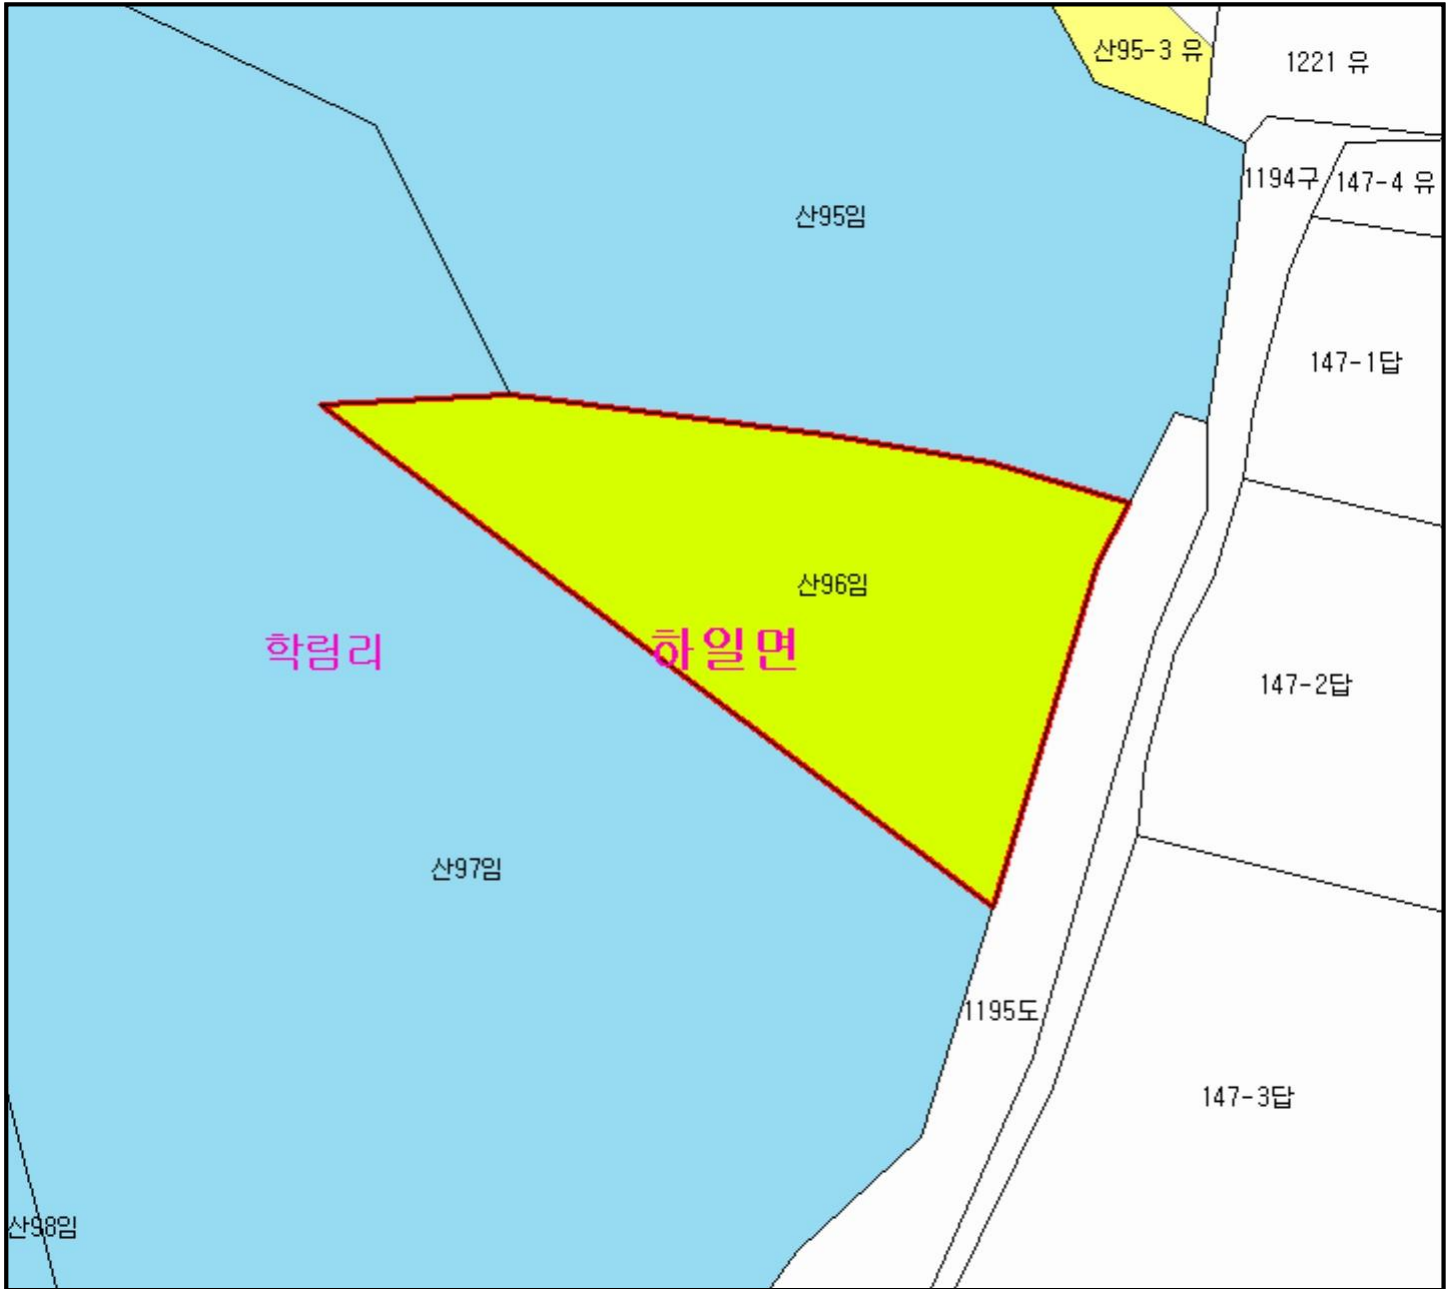 산95-3 유
1221 유
1194구
147-4 유
산95임
147-1답
산96임
학림리
하일면
147-2답
산97임
1195도
147-3답
산98임